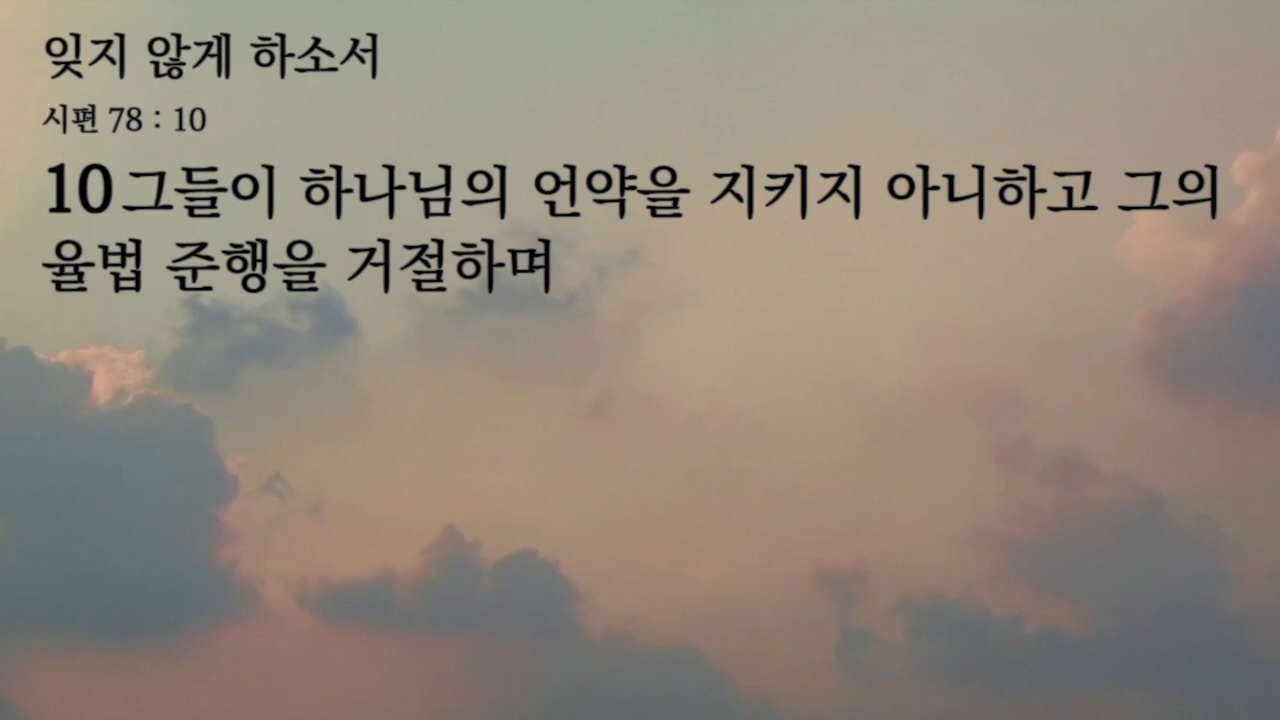 잊지 않게 하소서
시편 78 : 10
10 그들이 하나님의 언약을 지키지 아니하고 그의
율법 준행을 거절하며